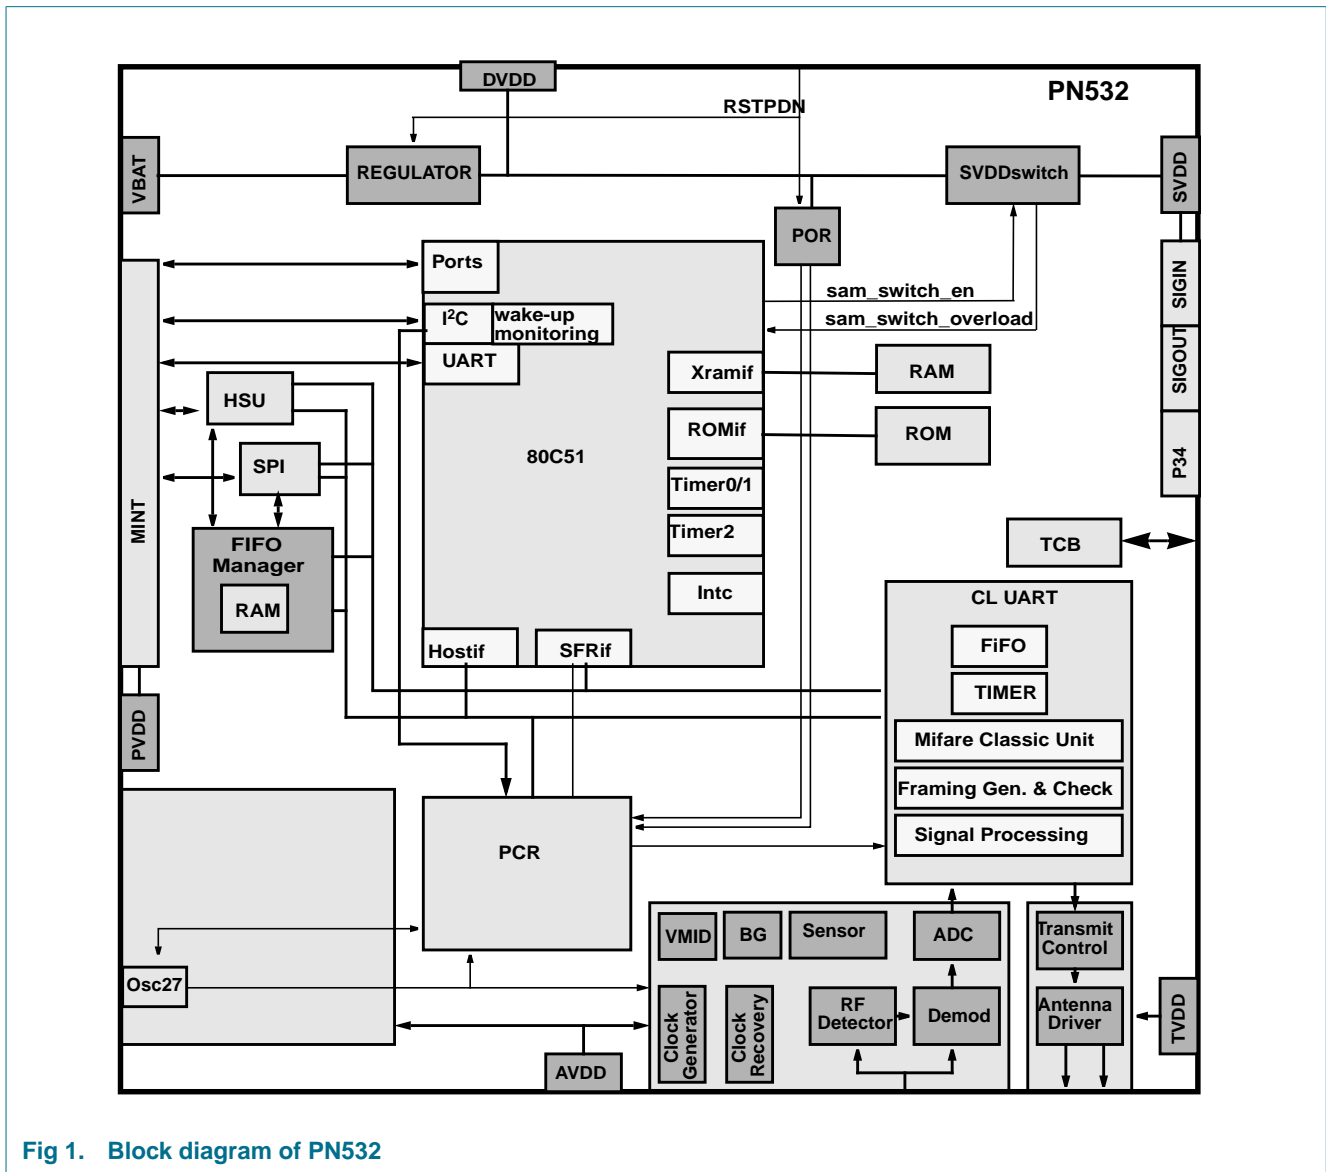 DVDD
PN532
RSTPDN
VBAT
REGULATOR
SVDDswitch
SVDD
POR
Ports
sam_switch_en
SIGIN
I²C
wake-up
monitoring
sam_switch_overload
UART
SIGOUT
Xramif
RAM
HSU
ROMif
ROM
SPI
80C51
P34
Timer0/1
MINT
Timer2
TCB
FIFO
Manager
RAM
Intc
CL UART
Hostif
SFRif
FiFO
TIMER
PVDD
Mifare Classic Unit
Framing Gen. & Check
Signal Processing
PCR
VMID
BG
Sensor
ADC
Transmit
Control
Osc27
Clock
Generator
Clock
Recovery
RF
Detector
Demod
Antenna
Driver
TVDD
AVDD
Fig 1. Block diagram of PN532